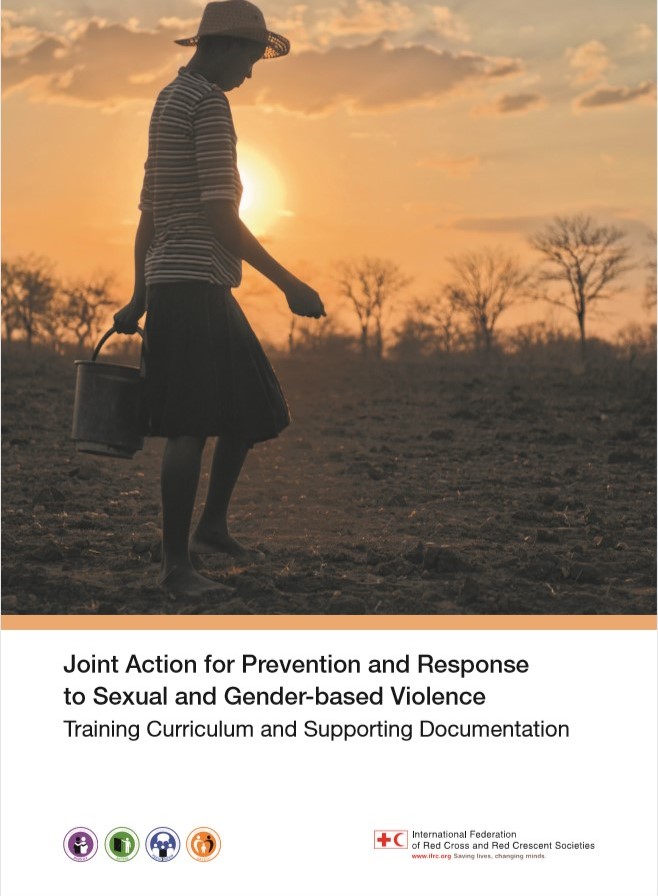 Joint Action for Prevention and Response
to Sexual and Gender-based Violence
Training Curriculum and Supporting Documentation
International Federation
of Red Cross and Red Crescent Societies
www.ifrc.org Saving lives, changing minds.